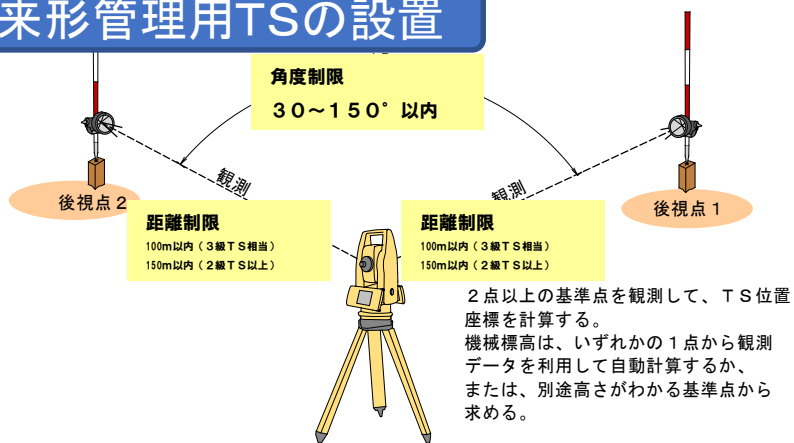 来形管理用TSの設置
角度制限
30～150°以内
観測
観測
後視点2
後視点1
距離制限
100m以内（3級TS相当）
150m以内（2級TS以上）
距離制限
100m以内（3級TS相当）
150m以内（2級TS以上）
２点以上の基準点を観測して、ＴＳ位置
座標を計算する。
機械標高は、いずれかの１点から観測
データを利用して自動計算するか、
または、別途高さがわかる基準点から
求める。